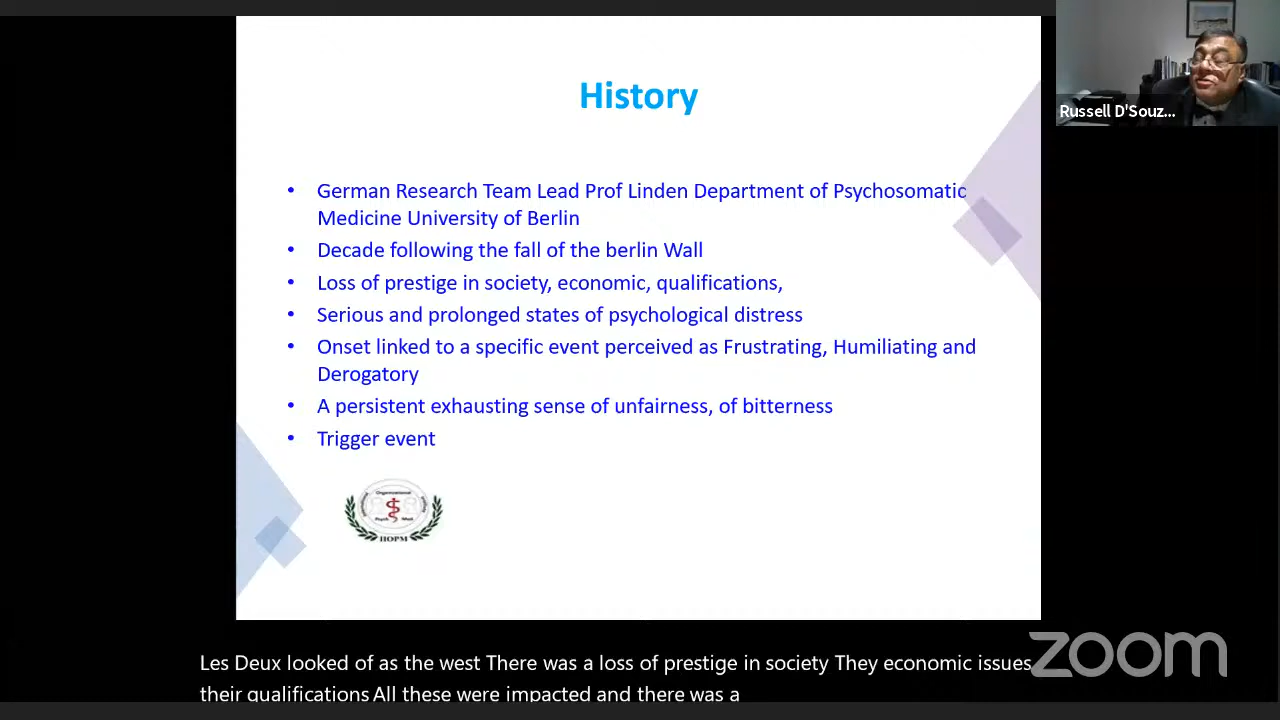 History
• German Research Team Lead Prof Linden Department of Psychosomatic
Medicine University of Berlin
• Decade following the fall of the berlin Wall
• Loss of prestige in society, economic, qualifications,
• Serious and prolonged states of psychological distress
• Onset linked to a specific event perceived as Frustrating, Humiliating and
Derogatory
• A persistent exhausting sense of unfairness, of bitterness
• Trigger event
Organizational
Psych Med
IIOPM
Russell D'Souz...
Les Deux looked of as the west There was a loss of prestige in society They economic issues
their qualifications All these were impacted and there was a
zoom